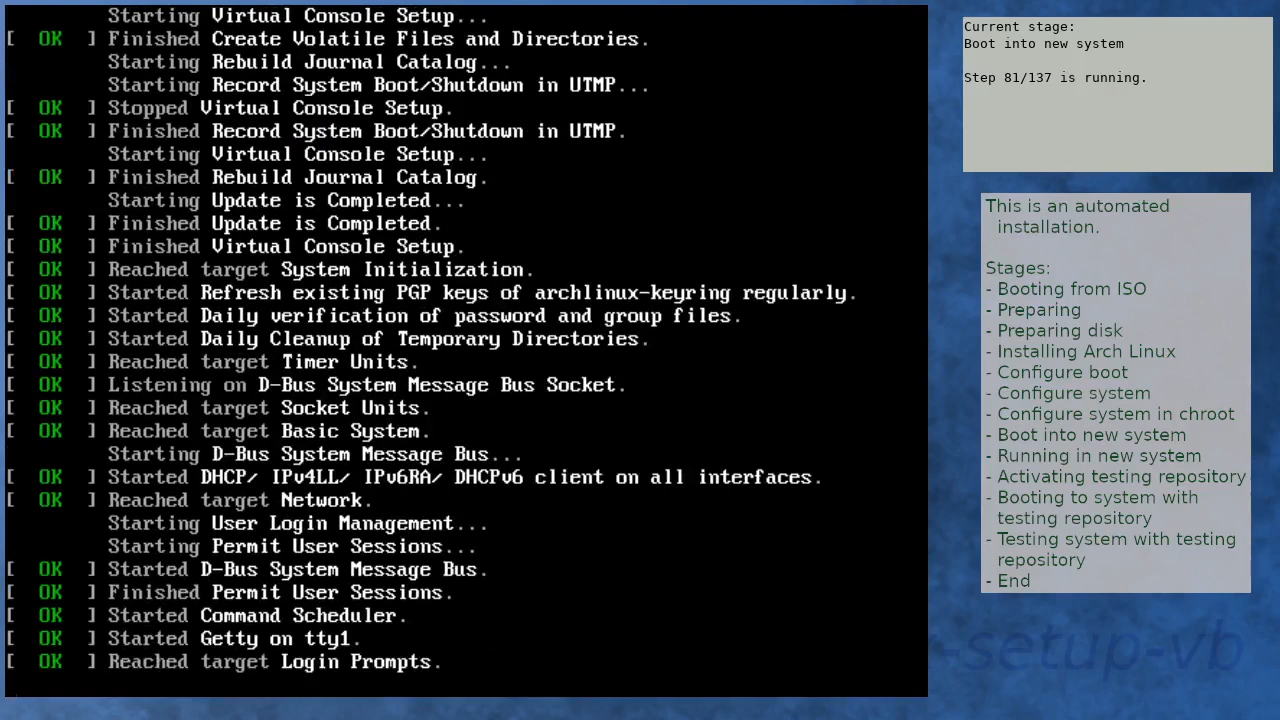 Starting Virtual Console Setup...
[ OK ] Finished Create Volatile Files and Directories.
Starting Rebuild Journal Catalog...
Starting Record System Boot/Shutdown in UTMP...
[ OK ] Stopped Virtual Console Setup.
[ OK ] Finished Record System Boot/Shutdown in UTMP.
Starting Virtual Console Setup...
[ OK ] Finished Rebuild Journal Catalog.
Starting Update is Completed...
[ OK ] Finished Update is Completed.
[ OK ] Finished Virtual Console Setup.
[ OK ] Reached target System Initialization.
[ OK ] Started Refresh existing PGP keys of archlinux-keyring regularly.
[ OK ] Started Daily verification of password and group files.
[ OK ] Started Daily Cleanup of Temporary Directories.
[ OK ] Reached target Timer Units.
[ OK ] Listening on D-Bus System Message Bus Socket.
[ OK ] Reached target Socket Units.
[ OK ] Reached target Basic System.
Starting D-Bus System Message Bus...
[ OK ] Started DHCP/ IPv4LL/ IPv6RA/ DHCPv6 client on all interfaces.
[ OK ] Reached target Network.
Starting User Login Management...
Starting Permit User Sessions...
[ OK ] Started D-Bus System Message Bus.
[ OK ] Finished Permit User Sessions.
[ OK ] Started Command Scheduler.
[ OK ] Started Getty on tty1.
[ OK ] Reached target Login Prompts.
Current stage:
Boot into new system
Step 81/137 is running.
This is an automated
installation.
Stages:
- Booting from ISO
- Preparing
- Preparing disk
- Installing Arch Linux
- Configure boot
- Configure system
- Configure system in chroot
- Boot into new system
- Running in new system
- Activating testing repository
- Booting to system with
testing repository
- Testing system with testing
repository
- End
-setup-vb